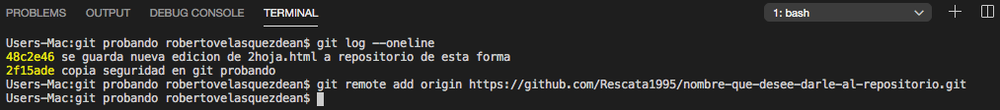 PROBLEMS OUTPUT DEBUG CONSOLE TERMINAL 1: bash
Users-Mac:git probando robertovelasquezdean$ git log --oneline
48c2e46 se guarda nueva edicion de 2hoja.html a repositorio de esta forma
2f15ade copia seguridad en git probando
Users-Mac:git probando robertovelasquezdean$ git remote add origin https://github.com/Rescata1995/nombre-que-desee-darle-al-repositorio.git
Users-Mac:git probando robertovelasquezdean$